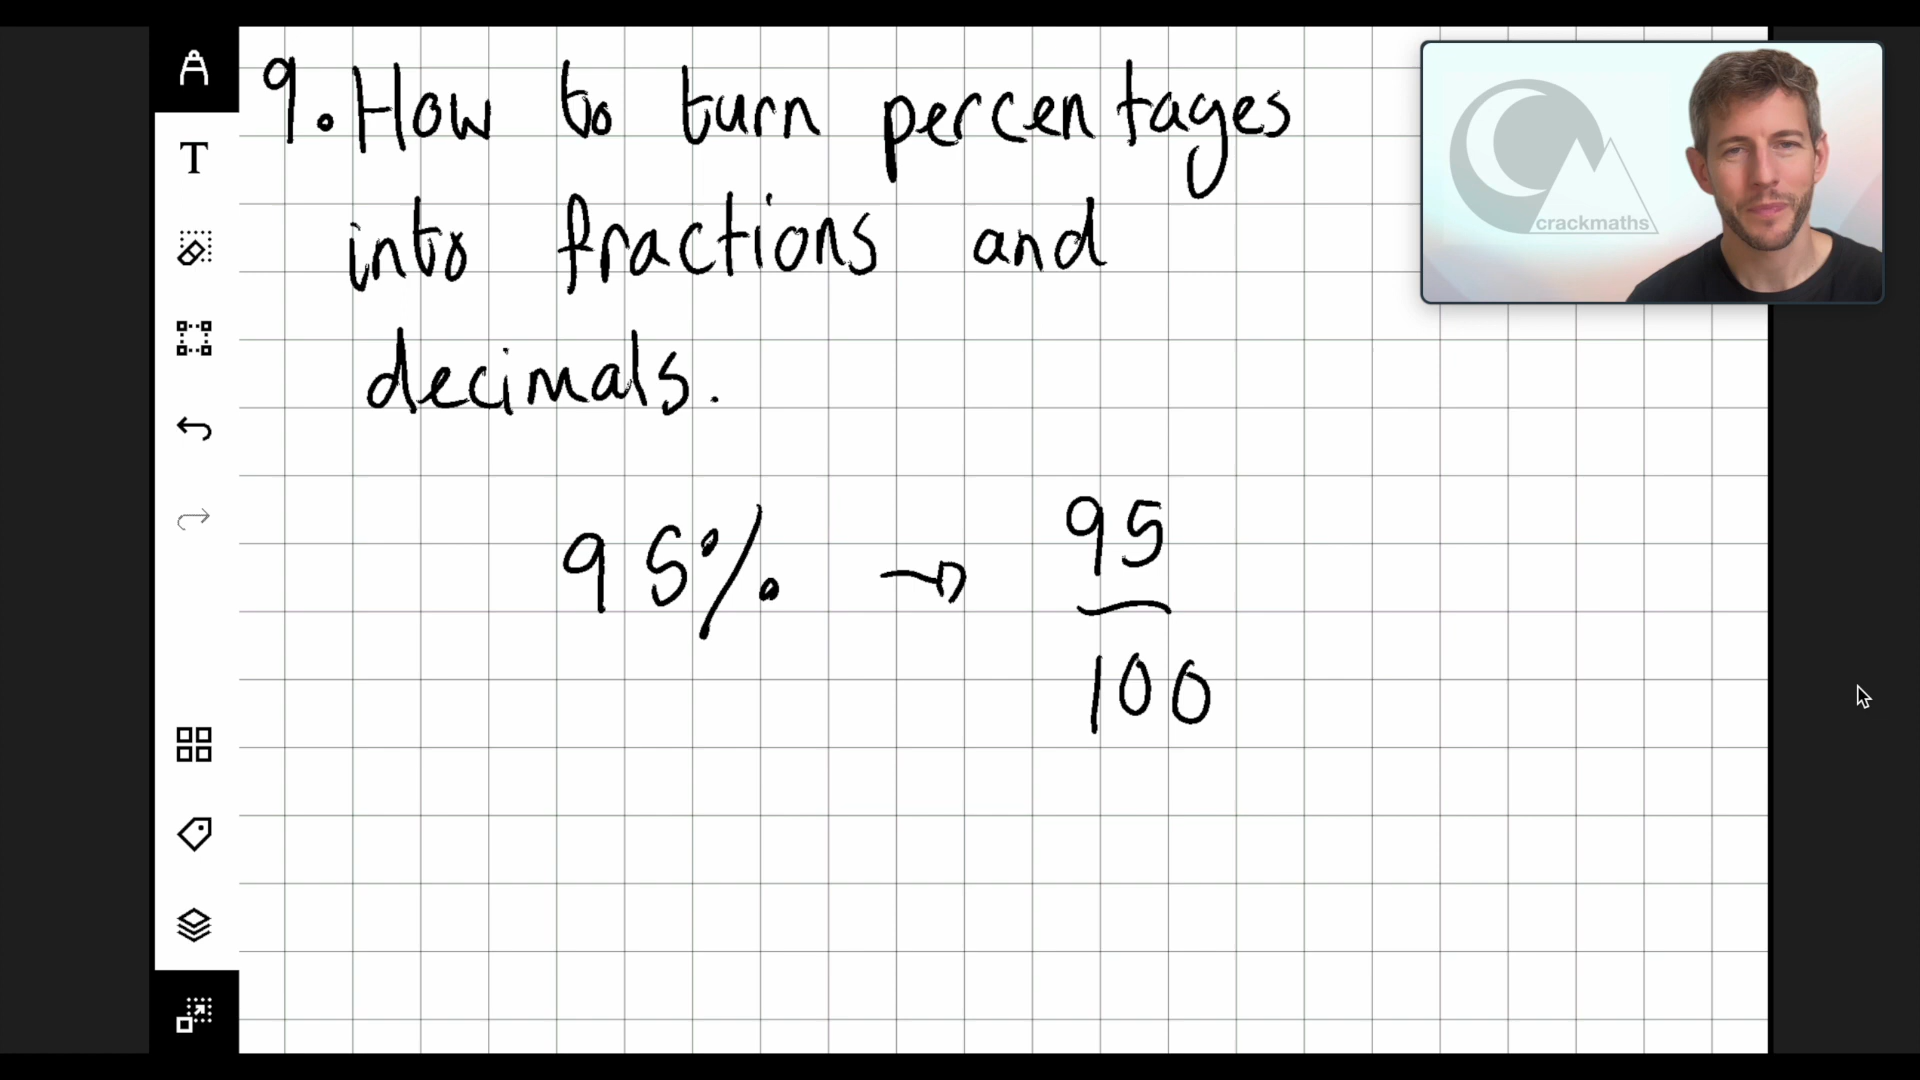 9. How to turn percentages
into fractions and
decimals.
95% → 95
100
crackmaths
T